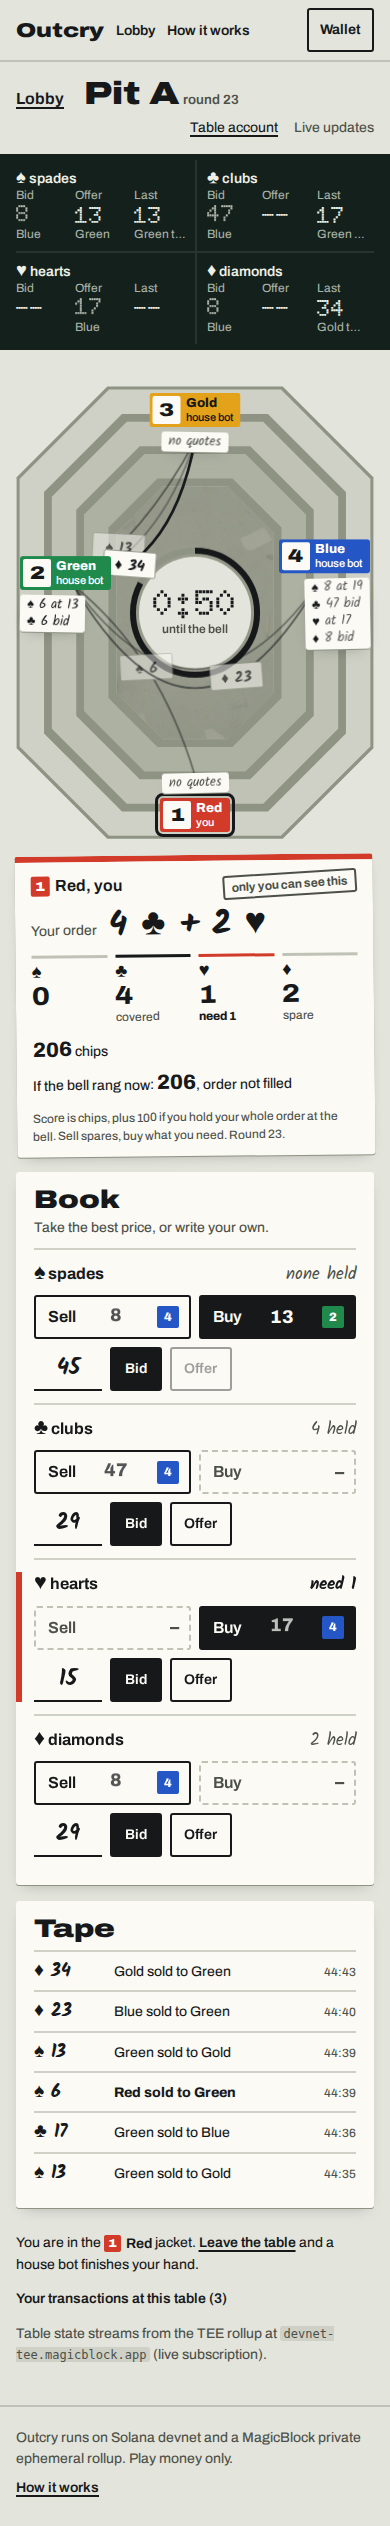 Outcry Lobby How it works Wallet
Lobby Pit A round 23
Table account Live updates
♠ spades
Bid Offer Last
8 13 13
Blue Green Green t…
♣ clubs
Bid Offer Last
47 –– 17
Blue Green …
♥ hearts
Bid Offer Last
–– 17 ––
Blue
♦ diamonds
Bid Offer Last
8 –– 34
Blue Gold t…
3 Gold
house bot
no quotes
♠ 13
♦ 34
2 Green
house bot
♠ 6 at 13
♣ 6 bid
4 Blue
house bot
♠ 8 at 19
♣ 47 bid
♥ at 17
♦ 8 bid
0:50
until the bell
♠ 6
♦ 23
no quotes
1 Red
you
1 Red, you
only you can see this
Your order 4 ♣ + 2 ♥
♠ ♣ ♥ ♦
0 4 1 2
covered need 1 spare
206 chips
If the bell rang now: 206, order not filled
Score is chips, plus 100 if you hold your whole order at the
bell. Sell spares, buy what you need. Round 23.
Book
Take the best price, or write your own.
♠ spades none held
Sell 8 4 Buy 13 2
45 Bid Offer
♣ clubs 4 held
Sell 47 4 Buy –
29 Bid Offer
♥ hearts need 1
Sell – Buy 17 4
15 Bid Offer
♦ diamonds 2 held
Sell 8 4 Buy –
29 Bid Offer
Tape
♦ 34 Gold sold to Green 44:43
♦ 23 Blue sold to Green 44:40
♠ 13 Green sold to Gold 44:39
♠ 6 Red sold to Green 44:39
♣ 17 Green sold to Blue 44:36
♠ 13 Green sold to Gold 44:35
You are in the 1 Red jacket. Leave the table and a
house bot finishes your hand.
Your transactions at this table (3)
Table state streams from the TEE rollup at devnet-
tee.magicblock.app (live subscription).
Outcry runs on Solana devnet and a MagicBlock private
ephemeral rollup. Play money only.
How it works